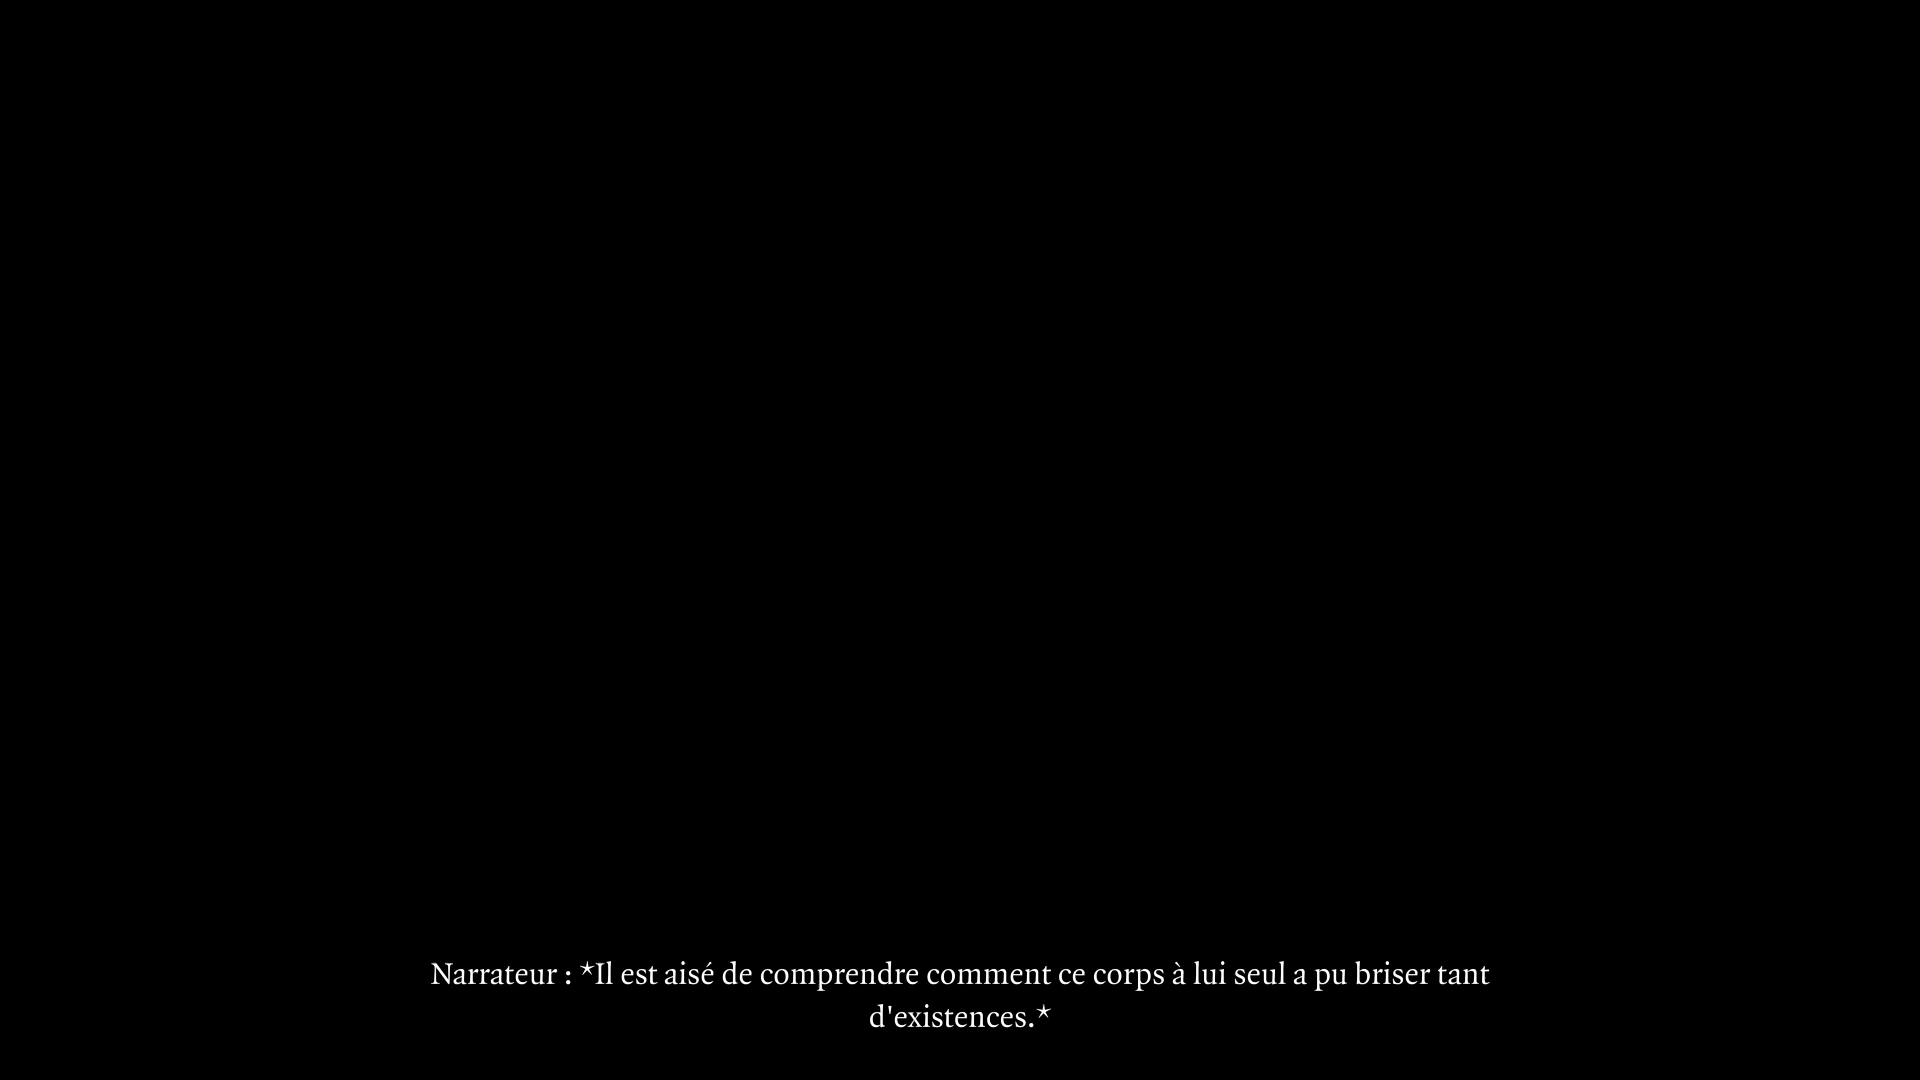 Narrateur : *Il est aisé de comprendre comment ce corps à lui seul a pu briser tant
d'existences.*